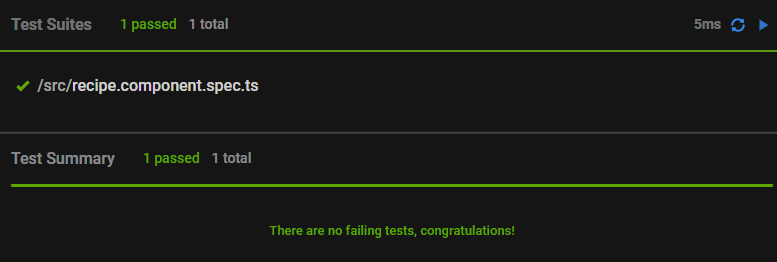 Test Suites 1 passed 1 total 5ms
/src/recipe.component.spec.ts
Test Summary 1 passed 1 total
There are no failing tests, congratulations!